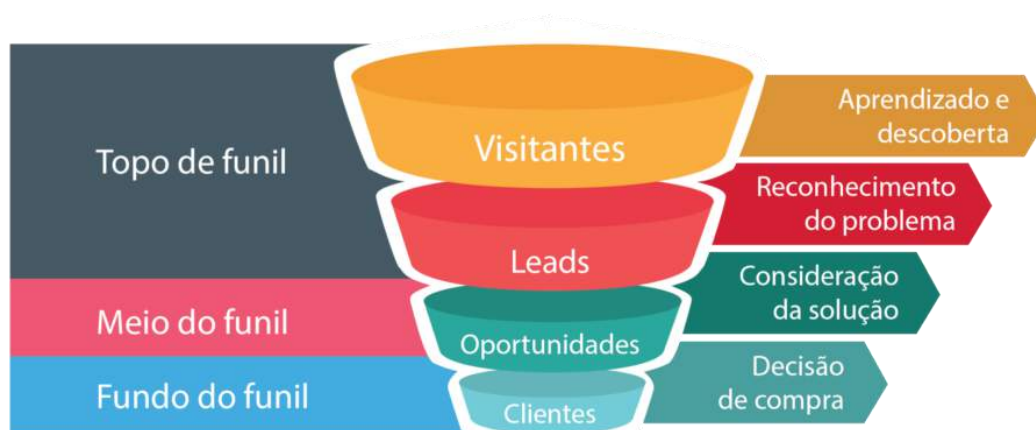 Topo de funil
Meio do funil
Fundo do funil
Visitantes
Leads
Oportunidades
Clientes
Aprendizado e
descoberta
Reconhecimento
do problema
Consideração
da solução
Decisão
de compra